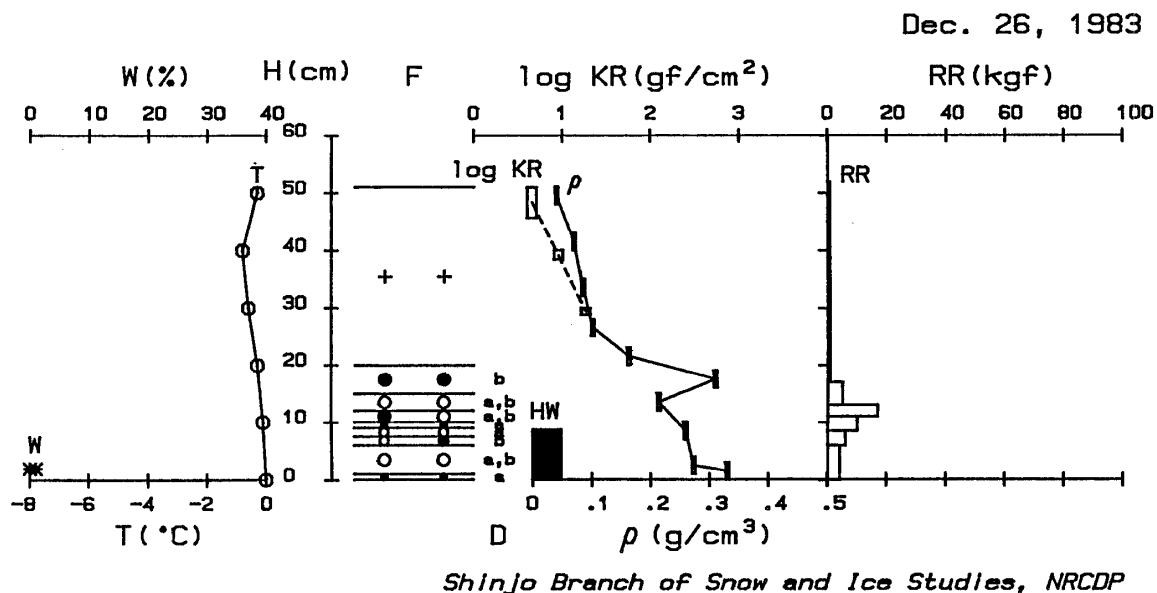 Dec. 26, 1983
W(%) H(cm) F log KR(gf/cm²) RR(kgf)
0 10 20 30 40 0 1 2 3 0 20 40 60 80 100
60
T log KR ρ RR
50
40
+ +
30
20
b
a,b
10 a,b HW
W
a,b
0 a
-8 -6 -4 -2 0 0 .1 .2 .3 .4 .5
T(°C) D ρ (g/cm³)
Shinjo Branch of Snow and Ice Studies, NRCDP